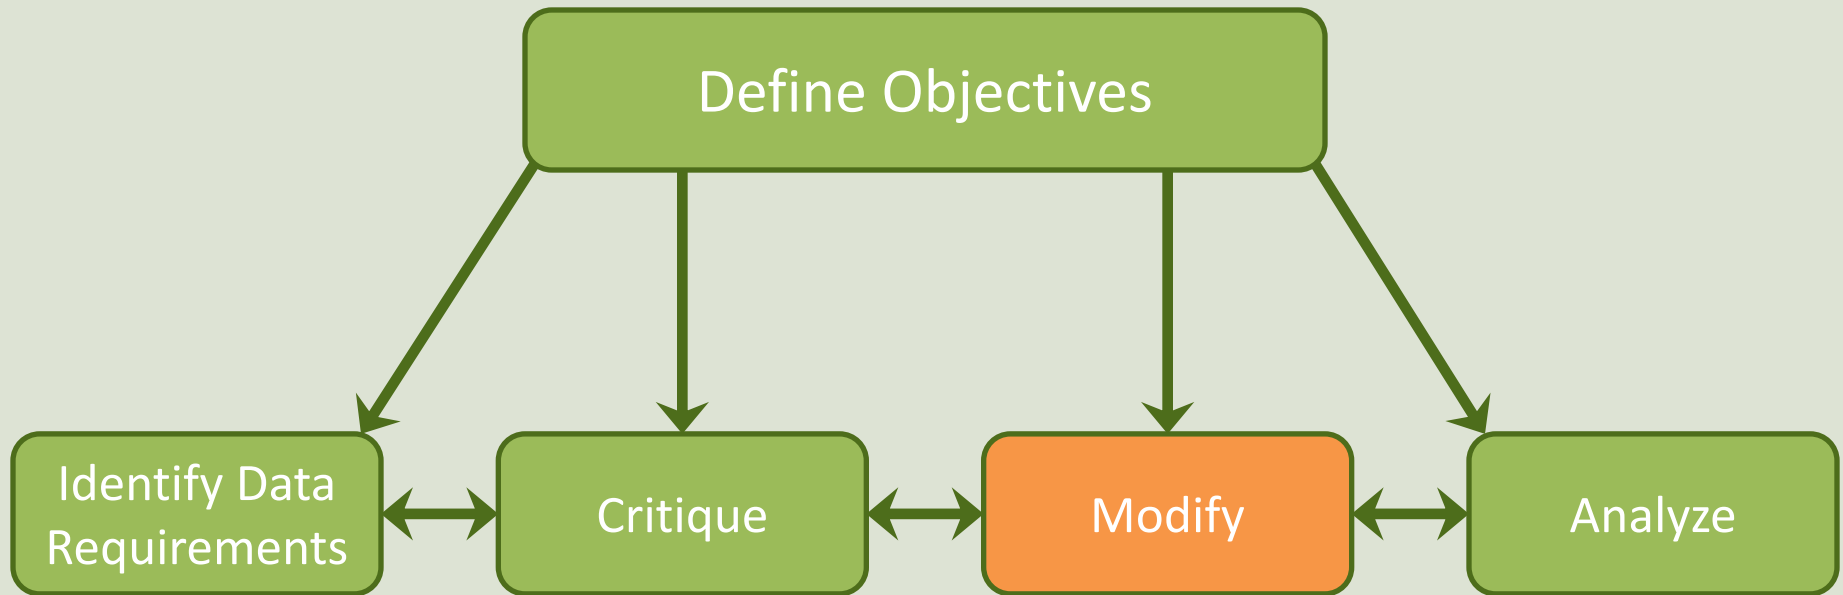 Define Objectives
Identify Data
Requirements
Critique
Modify
Analyze